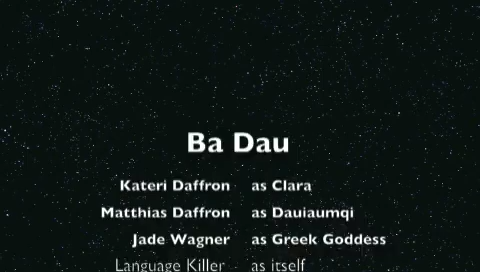 Ba Dau
Kateri Daffron as Clara
Matthias Daffron as Dauiaumqi
Jade Wagner as Greek Goddess
Language Killer as itself